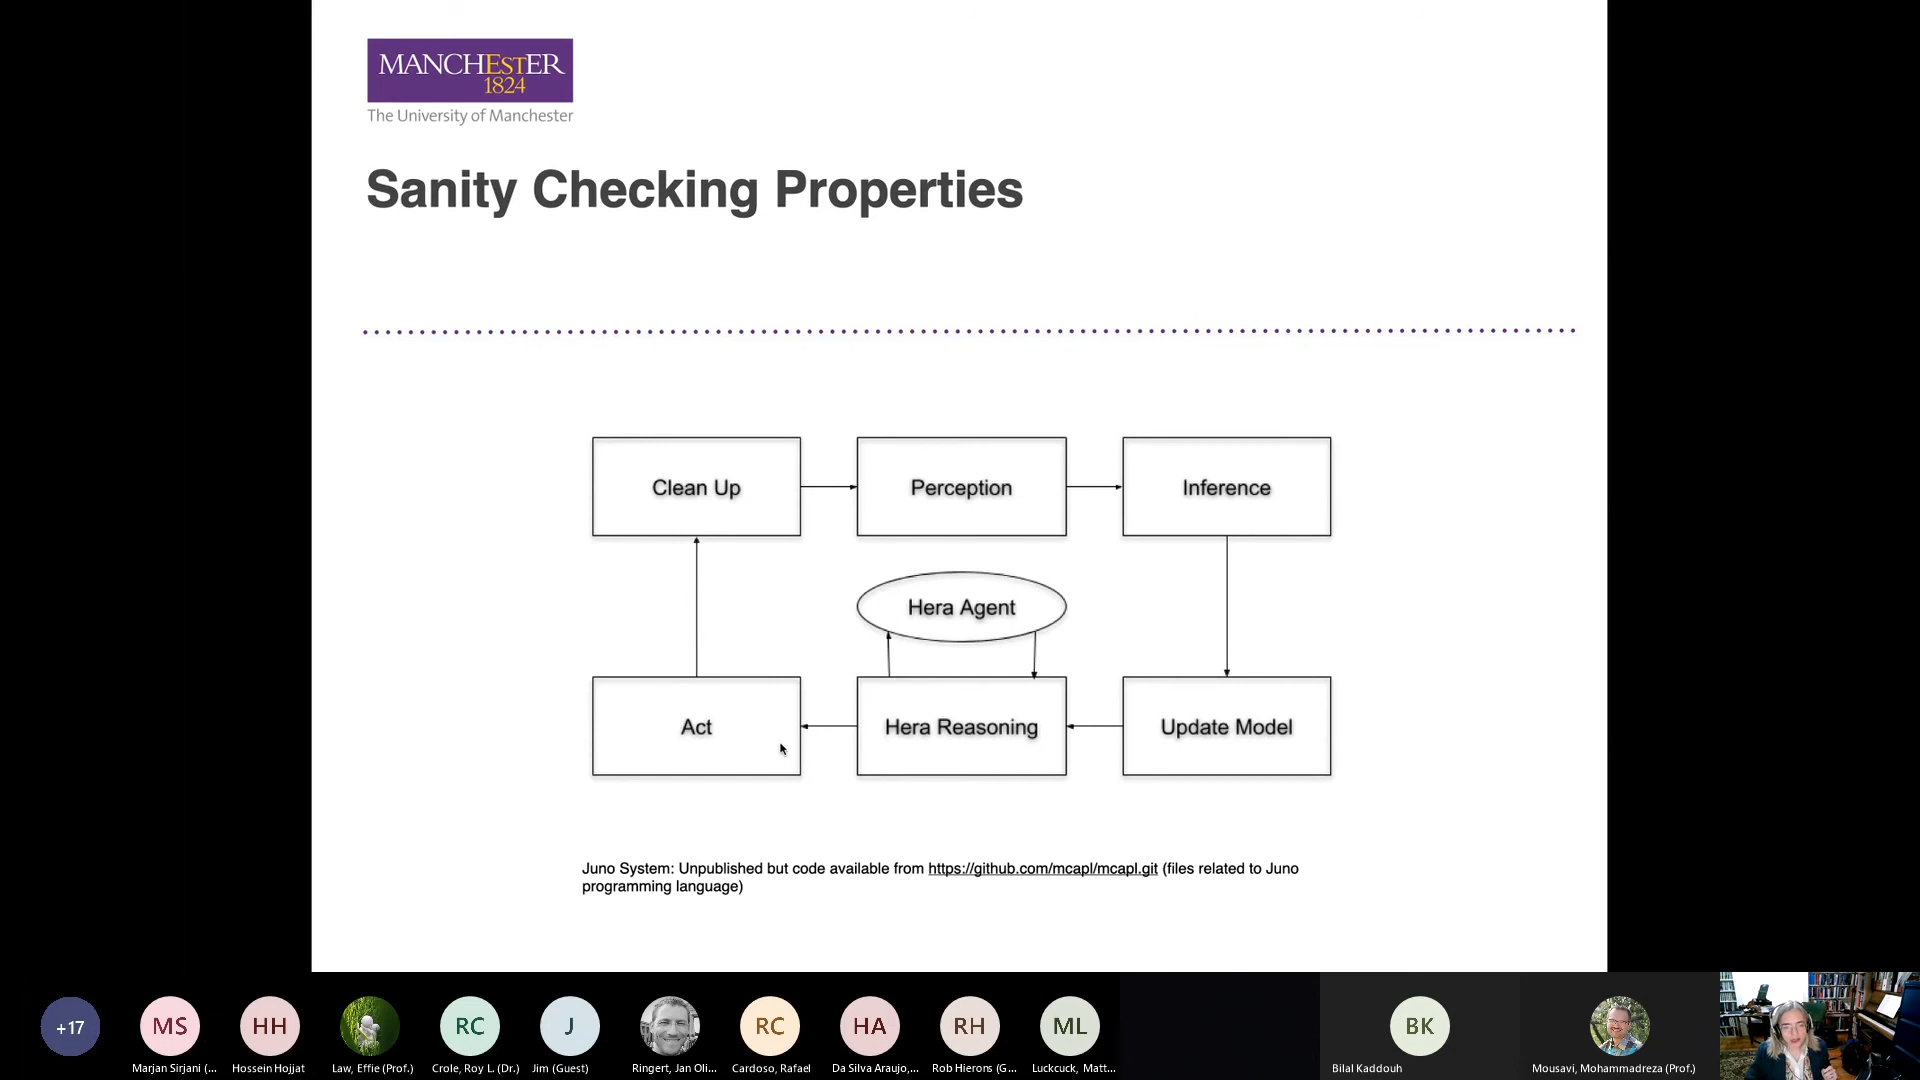 MANCHESTER
1824
The University of Manchester
Sanity Checking Properties
Clean Up
Perception
Inference
Hera Agent
Act
Hera Reasoning
Update Model
Juno System: Unpublished but code available from https://github.com/mcapl/mcapl.git (files related to Juno
programming language)
+17
MS
HH
RC
J
RC
HA
RH
ML
BK
Marjan Sirjani (...
Hossein Hojjat
Law, Effie (Prof.)
Crole, Roy L. (Dr.)
Jim (Guest)
Ringert, Jan Oli...
Cardoso, Rafael
Da Silva Araujo,...
Rob Hierons (G...
Luckcuck, Matt...
Bilal Kaddouh
Mousavi, Mohammadreza (Prof.)